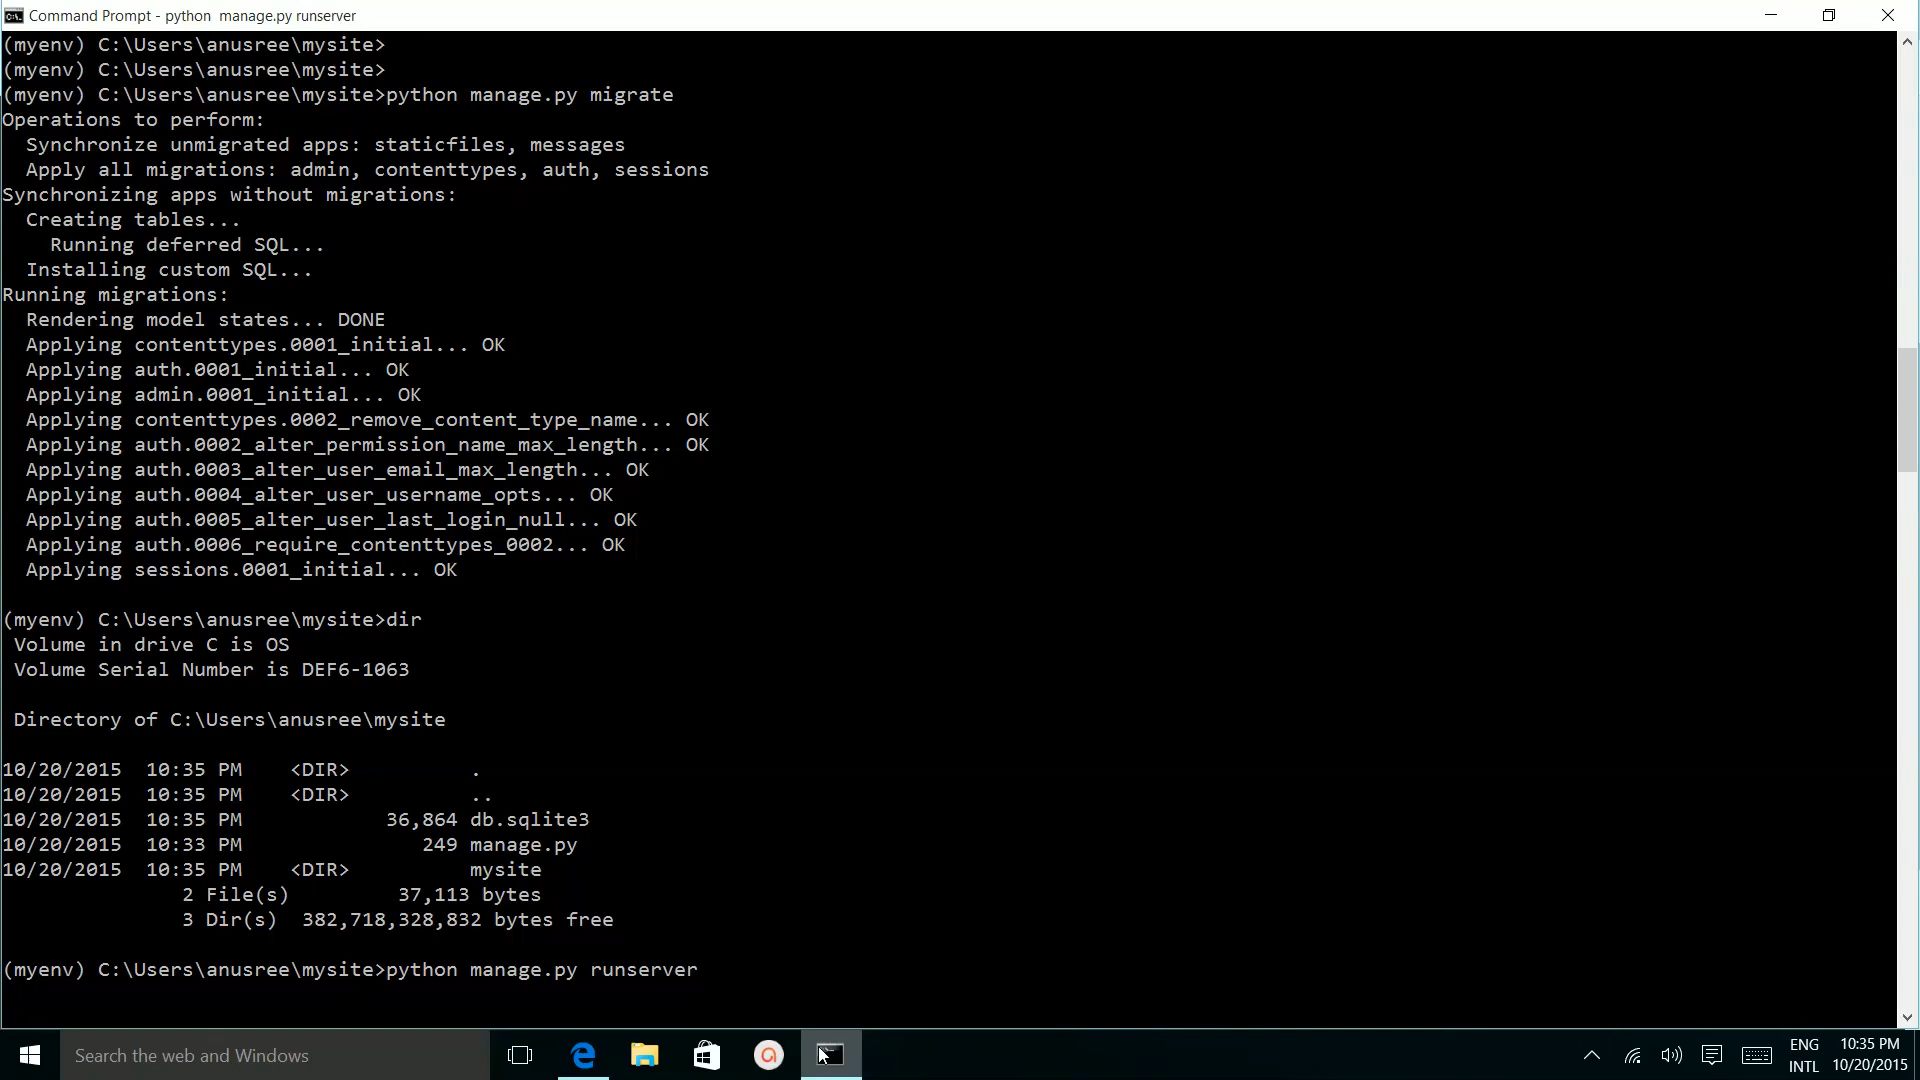 Command Prompt - python  manage.py runserver
(myenv) C:\Users\anusree\mysite>
(myenv) C:\Users\anusree\mysite>
(myenv) C:\Users\anusree\mysite>python manage.py migrate
Operations to perform:
  Synchronize unmigrated apps: staticfiles, messages
  Apply all migrations: admin, contenttypes, auth, sessions
Synchronizing apps without migrations:
  Creating tables...
    Running deferred SQL...
  Installing custom SQL...
Running migrations:
  Rendering model states... DONE
  Applying contenttypes.0001_initial... OK
  Applying auth.0001_initial... OK
  Applying admin.0001_initial... OK
  Applying contenttypes.0002_remove_content_type_name... OK
  Applying auth.0002_alter_permission_name_max_length... OK
  Applying auth.0003_alter_user_email_max_length... OK
  Applying auth.0004_alter_user_username_opts... OK
  Applying auth.0005_alter_user_last_login_null... OK
  Applying auth.0006_require_contenttypes_0002... OK
  Applying sessions.0001_initial... OK
(myenv) C:\Users\anusree\mysite>dir
 Volume in drive C is OS
 Volume Serial Number is DEF6-1063
 Directory of C:\Users\anusree\mysite
10/20/2015  10:35 PM    <DIR>          .
10/20/2015  10:35 PM    <DIR>          ..
10/20/2015  10:35 PM            36,864 db.sqlite3
10/20/2015  10:33 PM               249 manage.py
10/20/2015  10:35 PM    <DIR>          mysite
               2 File(s)         37,113 bytes
               3 Dir(s)  382,718,328,832 bytes free
(myenv) C:\Users\anusree\mysite>python manage.py runserver
Search the web and Windows
ENG
INTL
10:35 PM
10/20/2015